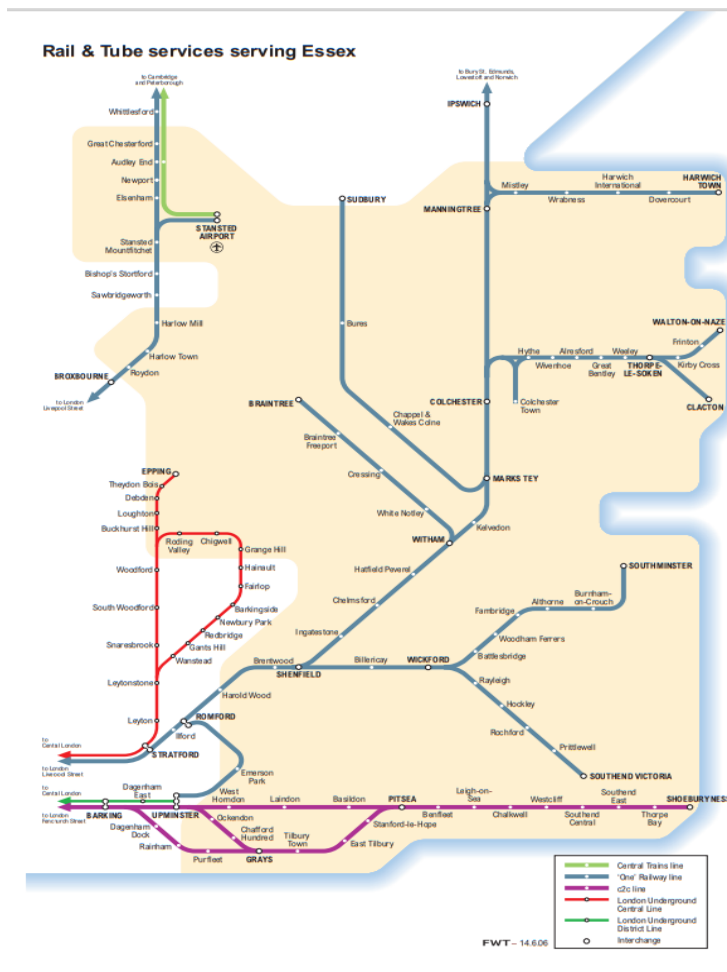 Rail & Tube services serving Essex
to Cambridge
and Peterborough
to Bury St. Edmunds,
Lowestoft and Norwich
Whittlesford
IPSWICH
Great Chesterford
Audley End
Newport
Elsenham
STANSTED
AIRPORT
Stansted
Mountfitchet
Bishop's Stortford
Sawbridgeworth
Harlow Mill
Harlow Town
Roydon
BROXBOURNE
to London
Liverpool Street
SUDBURY
Bures
Chappel &
Wakes Colne
MARKS TEY
MANNINGTREE
Mistley
Wrabness
Harwich
International
Dovercourt
HARWICH
TOWN
COLCHESTER
Hythe
Colchester
Town
Wivenhoe
Alresford
Great
Bentley
Weeley
THORPE-
LE-SOKEN
Kirby Cross
Frinton
WALTON-ON-NAZE
CLACTON
BRAINTREE
Braintree
Freeport
Cressing
White Notley
WITHAM
Kelvedon
Hatfield Peverel
Chelmsford
Ingatestone
SHENFIELD
Brentwood
Harold Wood
ROMFORD
Ilford
STRATFORD
Emerson
Park
EPPING
Theydon Bois
Debden
Loughton
Buckhurst Hill
Roding
Valley
Chigwell
Grange Hill
Hainault
Fairlop
Barkingside
Newbury Park
Redbridge
Gants Hill
Wanstead
Woodford
South Woodford
Snaresbrook
Leytonstone
Leyton
to
Cental London
to London
Liveood Street
Billericay
WICKFORD
Battlesbridge
Woodham Ferrers
Fambridge
Althorne
Burnham-
on-Crouch
SOUTHMINSTER
Rayleigh
Hockley
Rochford
Prittlewell
SOUTHEND VICTORIA
to
Cental London
to London
Fenchurch Street
Dagenham
East
BARKING
UPMINSTER
Dagenham
Dock
Rainham
Purfleet
GRAYS
Ockendon
Chafford
Hundred
Tilbury
Town
East Tilbury
Stanford-le-Hope
West
Horndon
Laindon
Basildon
PITSEA
Benfleet
Leigh-on-
Sea
Chalkwell
Westcliff
Southend
Central
Southend
East
Thorpe
Bay
SHOEBURYNESS
Central Trains line
'One' Railway line
c2c line
London Underground
Central Line
London Underground
District Line
Interchange
FWT – 14.6.06